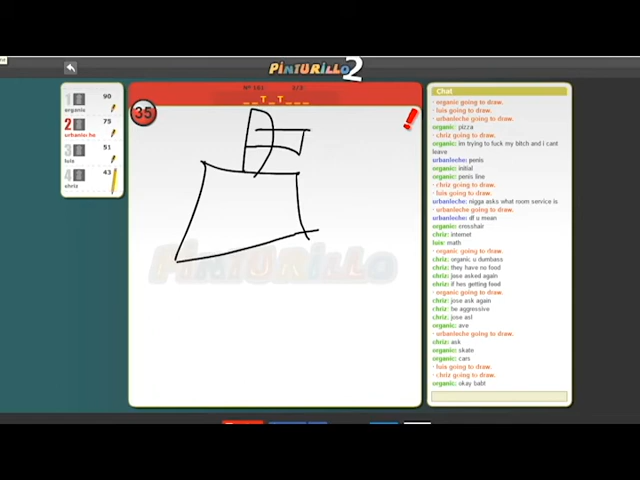 PINTURILLO 2
Nº 163 2/3
_ _ T _ T _ _ _
35
1 90
organic
2 75
urbanleche
3 51
luis
4 43
chriz
PINTURILLO
Chat
· organic going to draw.
· luis going to draw.
· urbanleche going to draw.
organic: pizza
· chriz going to draw.
organic: im trying to fuck my bitch and i cant
leave
urbanleche: penis
organic: initial
organic: penis line
· chriz going to draw.
· luis going to draw.
urbanleche: nigga asks what room service is
· urbanleche going to draw.
urbanleche: df u mean
organic: crosshair
chriz: internet
luis: math
· organic going to draw.
chriz: organic u dumbass
chriz: they have no food
chriz: jose asked again
chriz: if hes getting food
· organic going to draw.
chriz: jose ask again
chriz: be aggressive
chriz: jose asl
organic: ave
· urbanleche going to draw.
chriz: ask
organic: skate
organic: cars
· luis going to draw.
· chriz going to draw.
organic: okay babt